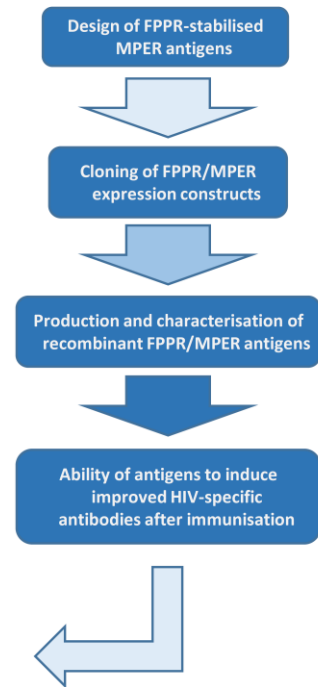 Design of FPPR-stabilised
MPER antigens
Cloning of FPPR/MPER
expression constructs
Production and characterisation of
recombinant FPPR/MPER antigens
Ability of antigens to induce
improved HIV-specific
antibodies after immunisation